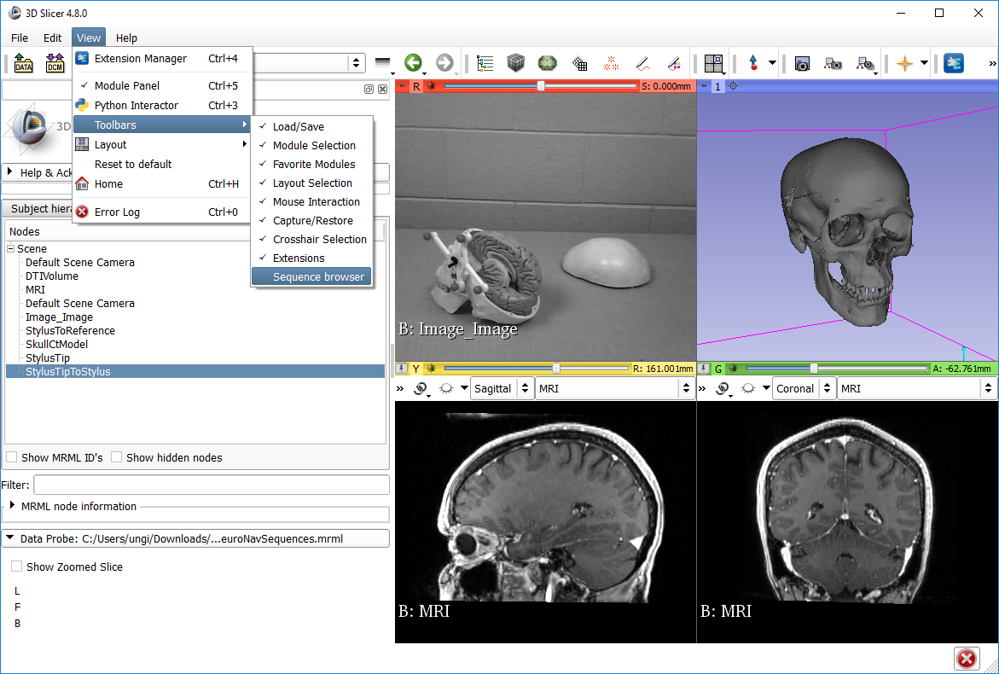 3D Slicer 4.8.0
File Edit View Help
DATA DCM
Extension Manager Ctrl+4
Module Panel Ctrl+5
Python Interactor Ctrl+3
Toolbars
Layout
Reset to default
Home Ctrl+H
Error Log Ctrl+0
Load/Save
Module Selection
Favorite Modules
Layout Selection
Mouse Interaction
Capture/Restore
Crosshair Selection
Extensions
Sequence browser
3D
Help & Ack
Subject hiera
Nodes
Scene
Default Scene Camera
DTIVolume
MRI
Default Scene Camera
Image_Image
StylusToReference
SkullCtModel
StylusTip
StylusTipToStylus
Show MRML ID's Show hidden nodes
Filter:
MRML node information
Data Probe: C:/Users/ungi/Downloads/...euroNavSequences.mrml
Show Zoomed Slice
L
F
B
R S: 0.000mm
B: Image_Image
1
Y R: 161.001mm
» Sagittal MRI
B: MRI
G A: -62.761mm
» Coronal MRI
B: MRI